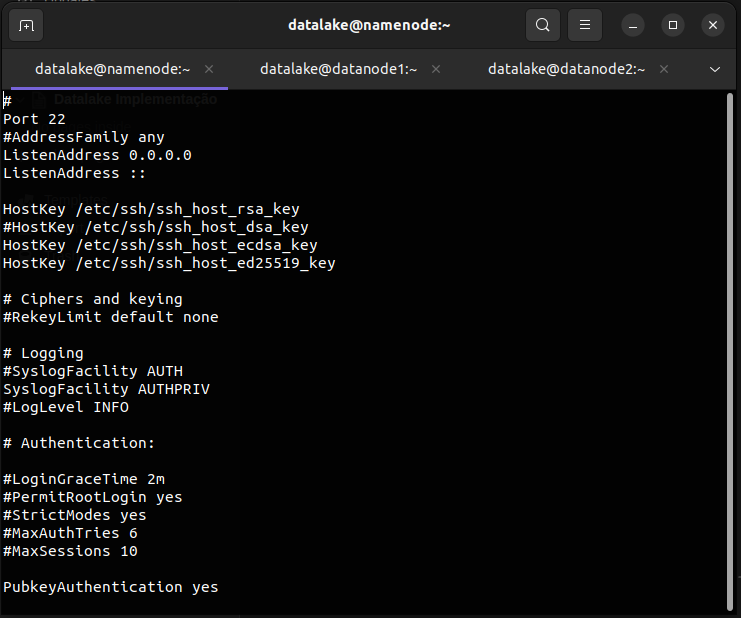 datalake@namenode:~
datalake@namenode:~ datalake@datanode1:~ datalake@datanode2:~
Datalake Implementação
#
Port 22
#AddressFamily any
ListenAddress 0.0.0.0
ListenAddress ::
HostKey /etc/ssh/ssh_host_rsa_key
#HostKey /etc/ssh/ssh_host_dsa_key
HostKey /etc/ssh/ssh_host_ecdsa_key
HostKey /etc/ssh/ssh_host_ed25519_key
# Ciphers and keying
#RekeyLimit default none
# Logging
#SyslogFacility AUTH
SyslogFacility AUTHPRIV
#LogLevel INFO
# Authentication:
#LoginGraceTime 2m
#PermitRootLogin yes
#StrictModes yes
#MaxAuthTries 6
#MaxSessions 10
PubkeyAuthentication yes